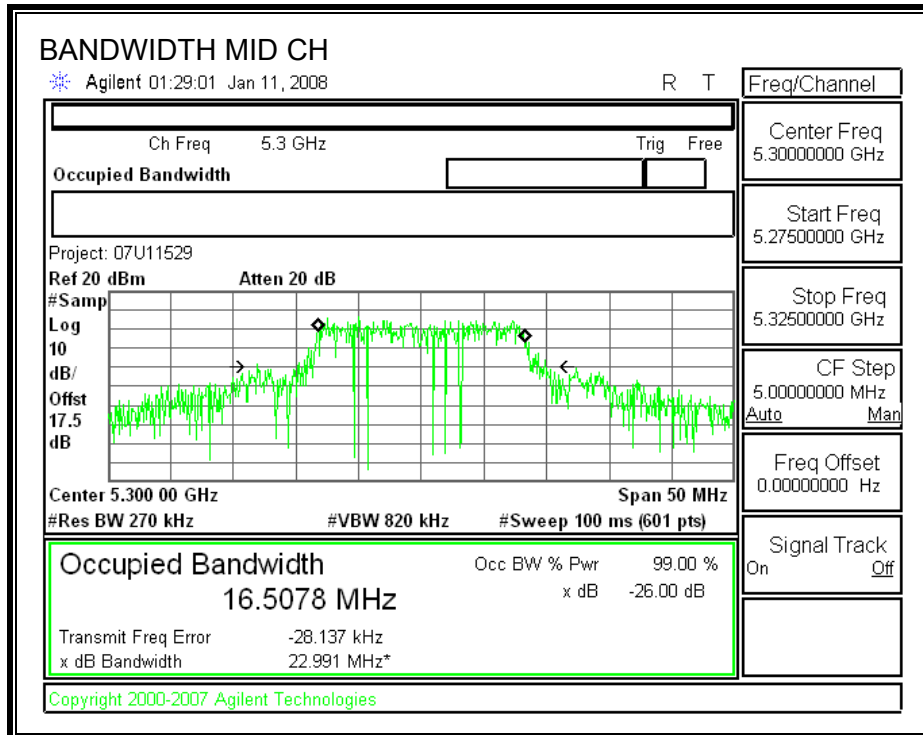 BANDWIDTH MID CH
Agilent 01:29:01 Jan 11, 2008 R T
Freq/Channel
Ch Freq 5.3 GHz Trig Free
Occupied Bandwidth
Center Freq
5.30000000 GHz
Start Freq
5.27500000 GHz
Stop Freq
5.32500000 GHz
CF Step
5.00000000 MHz
Auto Man
Freq Offset
0.00000000 Hz
Signal Track
On Off
Project: 07U11529
Ref 20 dBm Atten 20 dB
#Samp
Log
10
dB/
Offst
17.5
dB
Center 5.300 00 GHz Span 50 MHz
#Res BW 270 kHz #VBW 820 kHz #Sweep 100 ms (601 pts)
Occupied Bandwidth Occ BW % Pwr 99.00 %
16.5078 MHz x dB -26.00 dB
Transmit Freq Error -28.137 kHz
x dB Bandwidth 22.991 MHz*
Copyright 2000-2007 Agilent Technologies